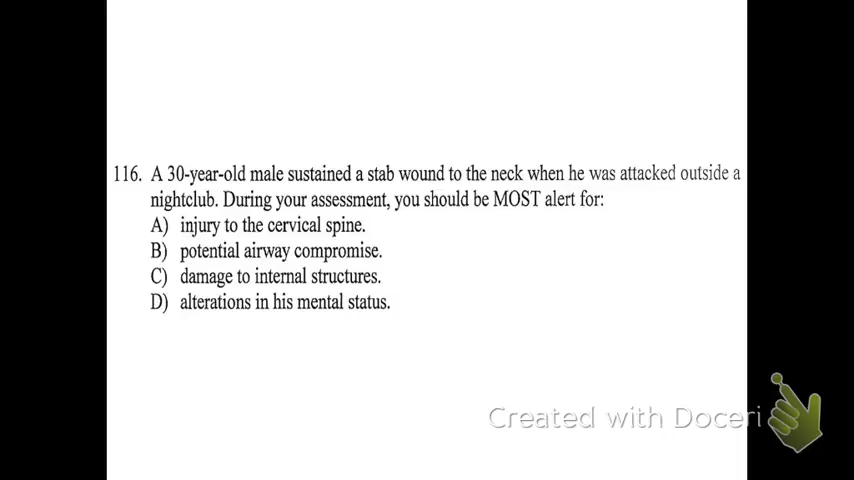 116. A 30-year-old male sustained a stab wound to the neck when he was attacked outside a
nightclub. During your assessment, you should be MOST alert for:
A) injury to the cervical spine.
B) potential airway compromise.
C) damage to internal structures.
D) alterations in his mental status.
Created with Doceri